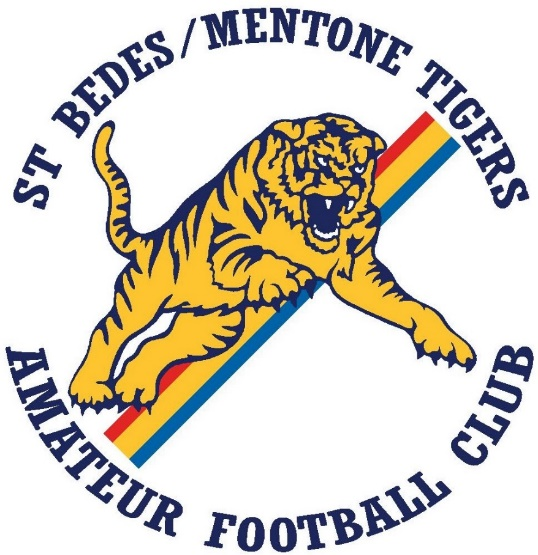 ST BEDES/MENTONE TIGERS
AMATEUR FOOTBALL CLUB